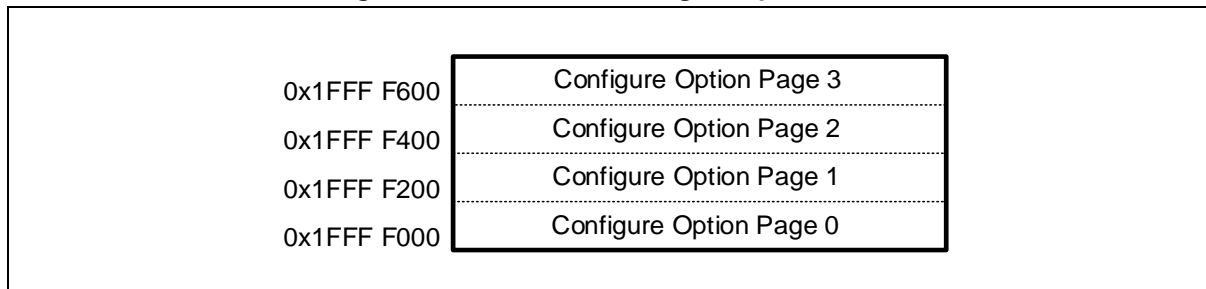 0x1FFF F600 Configure Option Page 3
0x1FFF F400 Configure Option Page 2
0x1FFF F200 Configure Option Page 1
0x1FFF F000 Configure Option Page 0